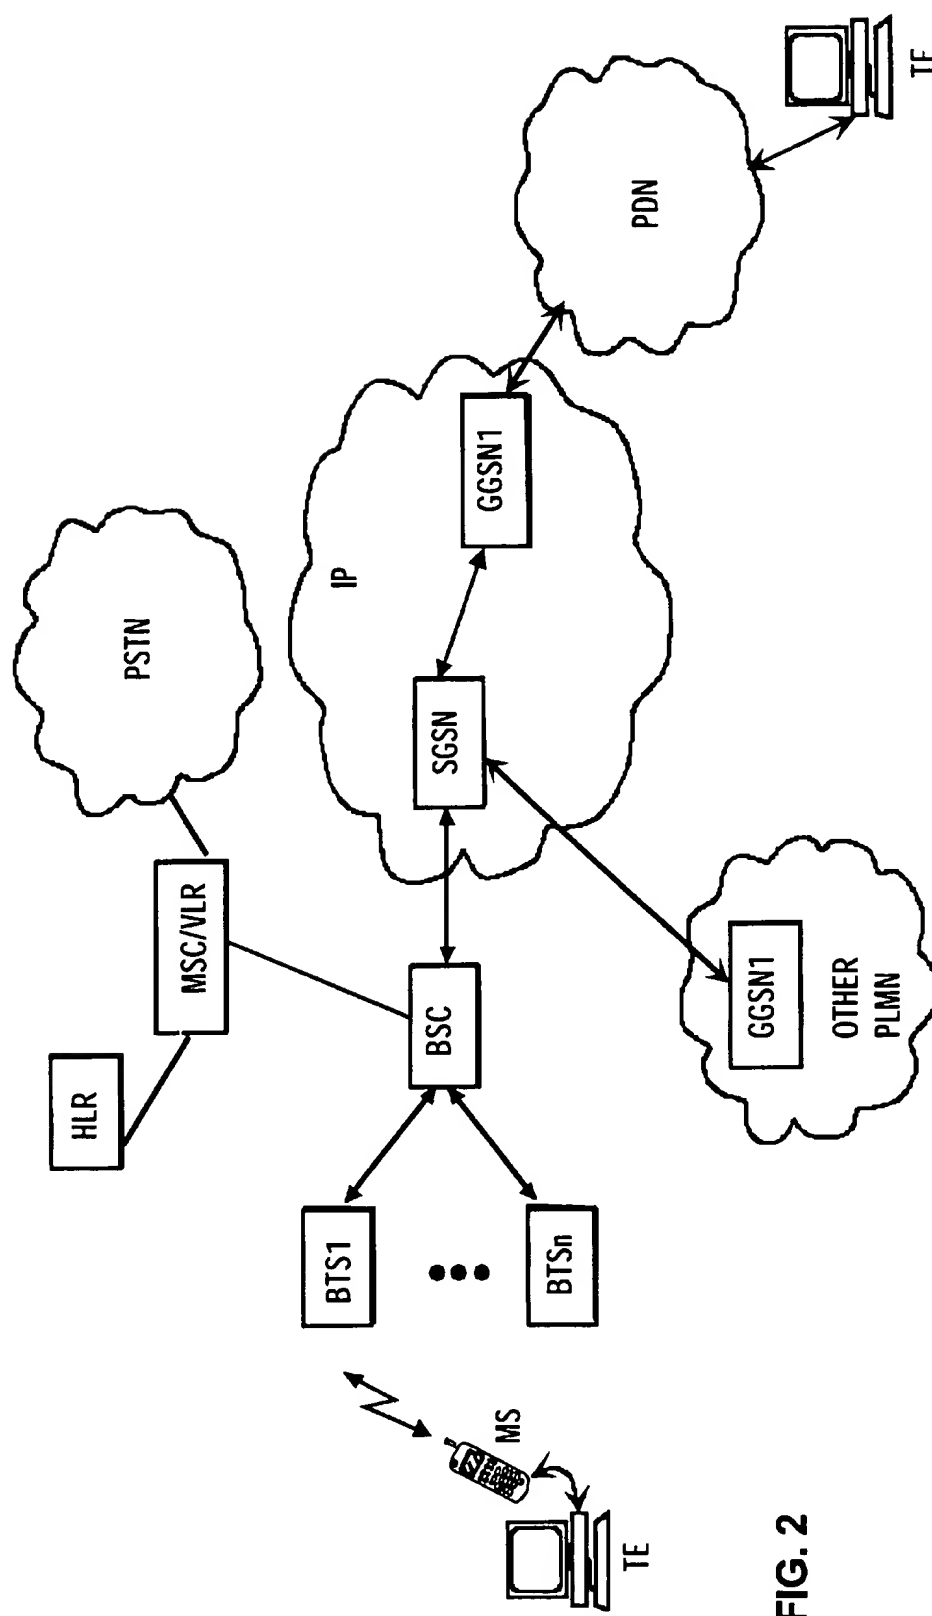 HLR
MSC/VLR
PSTN
BTS1
BTSn
BSC
IP
SGSN
GGSN1
PDN
TE
MS
TE
GGSN1
OTHER
PLMN
FIG. 2